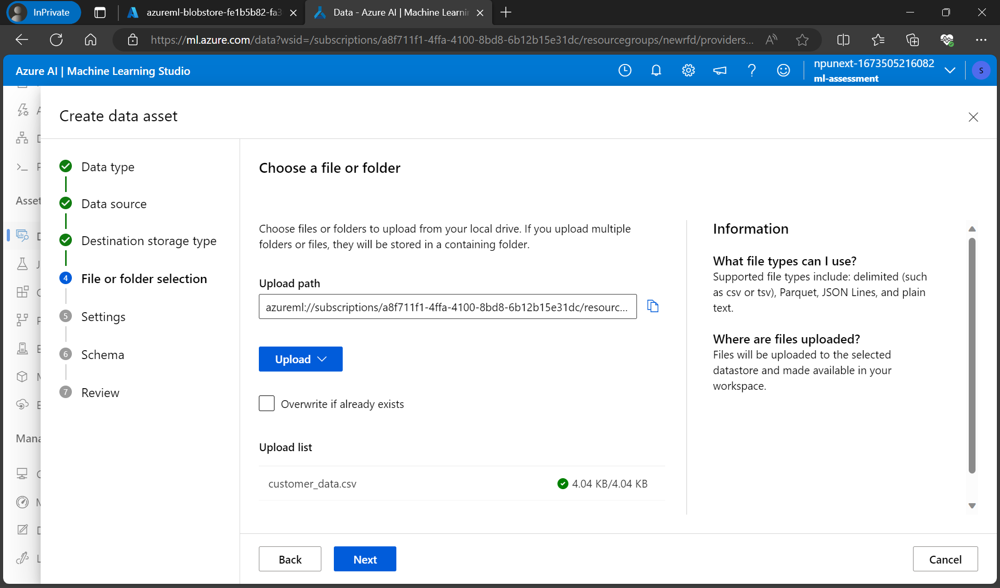 InPrivate
azureml-blobstore-fe1b5b82-fa3
Data - Azure AI | Machine Learnin
https://ml.azure.com/data?wsid=/subscriptions/a8f711f1-4ffa-4100-8bd8-6b12b15e31dc/resourcegroups/newrfd/providers...
Azure AI | Machine Learning Studio
npunext-1673505216082
ml-assessment
S
Create data asset
Asset
Mana
Data type
Data source
Destination storage type
4 File or folder selection
5 Settings
6 Schema
7 Review
Choose a file or folder
Choose files or folders to upload from your local drive. If you upload multiple
folders or files, they will be stored in a containing folder.
Upload path
azureml://subscriptions/a8f711f1-4ffa-4100-8bd8-6b12b15e31dc/resourc...
Upload
Overwrite if already exists
Upload list
customer_data.csv 4.04 KB/4.04 KB
Information
What file types can I use?
Supported file types include: delimited (such
as csv or tsv), Parquet, JSON Lines, and plain
text.
Where are files uploaded?
Files will be uploaded to the selected
datastore and made available in your
workspace.
Back
Next
Cancel